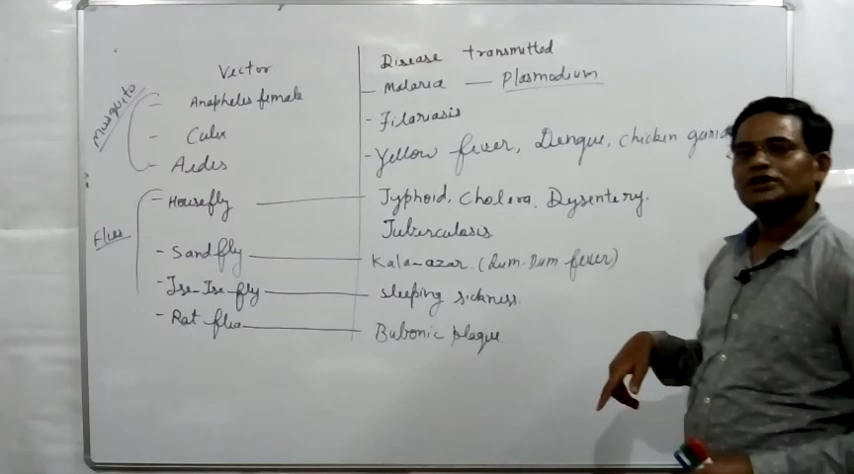 Vector Disease transmitted
Mosquito
- Anapheles female - Malaria — Plasmodium
- Culex - Filariasis
- Aedes - Yellow fever, Dengue, Chicken gunia
Flies
- Housefly — Typhoid, Cholera, Dysentery.
Tuberculosis
- Sandfly — Kala-azar (Dum-Dum fever)
- Tse-Tse-fly — Sleeping sickness.
- Rat flea — Bubonic plague